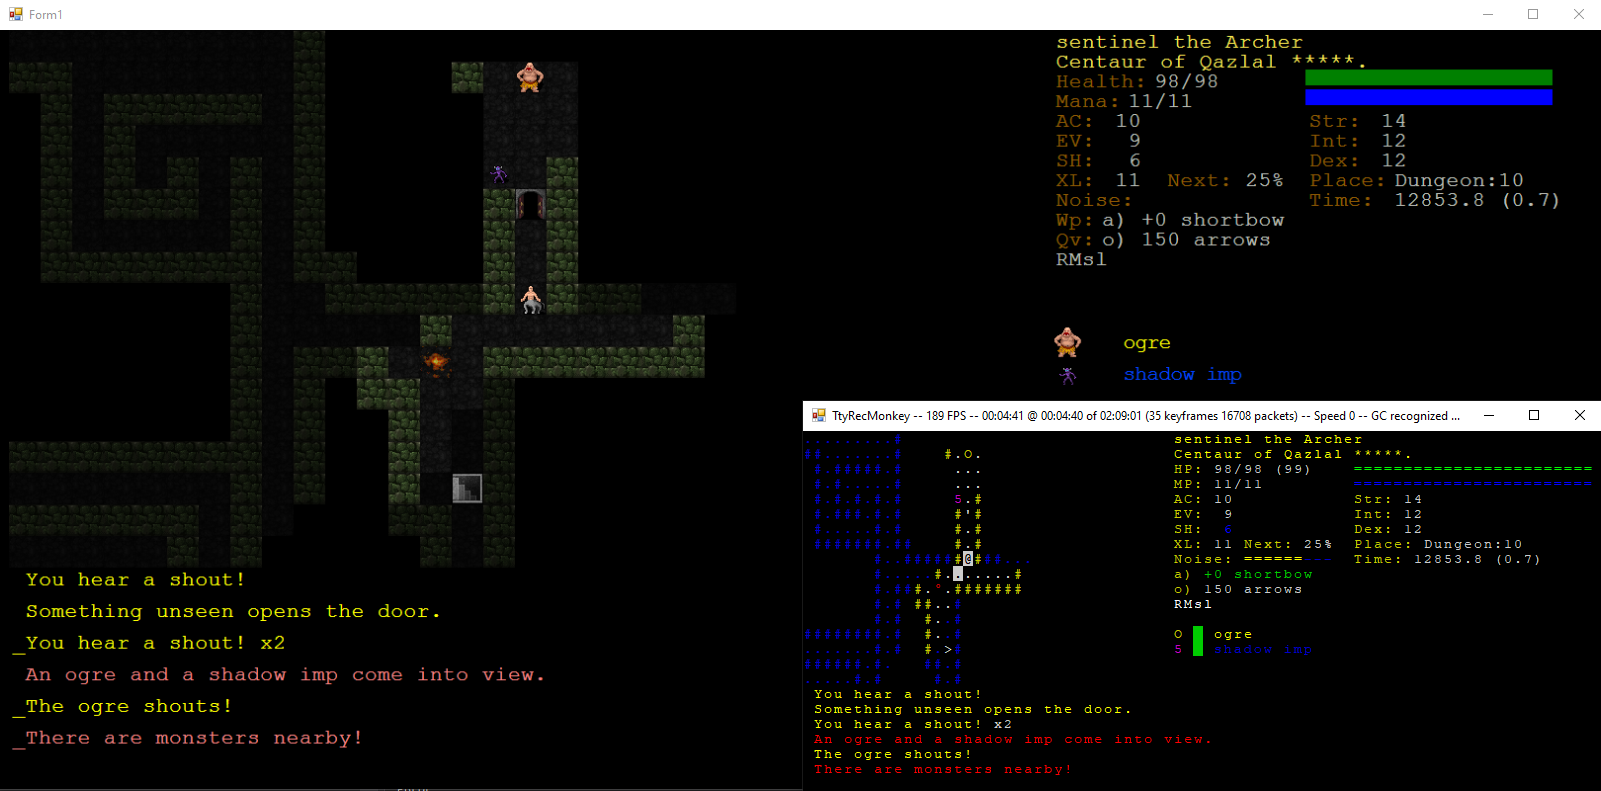 Form1
sentinel the Archer
Centaur of Qazlal *****.
Health: 98/98
Mana: 11/11
AC: 10 Str: 14
EV: 9 Int: 12
SH: 6 Dex: 12
XL: 11 Next: 25% Place: Dungeon:10
Noise: Time: 12853.8 (0.7)
Wp: a) +0 shortbow
Qv: o) 150 arrows
RMsl
ogre
shadow imp
You hear a shout!
Something unseen opens the door.
_You hear a shout! x2
An ogre and a shadow imp come into view.
_The ogre shouts!
_There are monsters nearby!
TtyRecMonkey -- 189 FPS -- 00:04:41 @ 00:04:40 of 02:09:01 (35 keyframes 16708 packets) -- Speed 0 -- GC recognized ...
sentinel the Archer
Centaur of Qazlal *****.
HP: 98/98 (99) ========================
MP: 11/11 ========================
AC: 10 Str: 14
EV: 9 Int: 12
SH: 6 Dex: 12
XL: 11 Next: 25% Place: Dungeon:10
Noise: ====== Time: 12853.8 (0.7)
a) +0 shortbow
o) 150 arrows
RMsl
O ogre
5 shadow imp
You hear a shout!
Something unseen opens the door.
You hear a shout! x2
An ogre and a shadow imp come into view.
The ogre shouts!
There are monsters nearby!